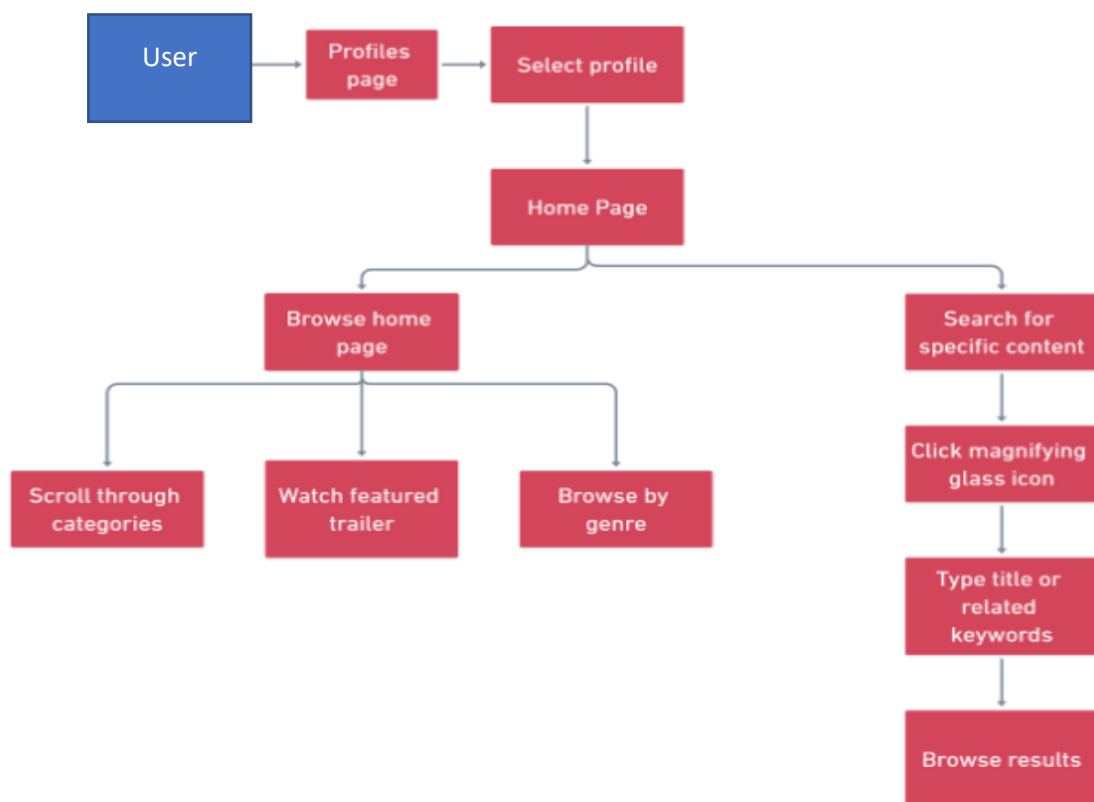 User
Profiles
page
Select profile
Home Page
Browse home
page
Search for
specific content
Scroll through
categories
Watch featured
trailer
Browse by
genre
Click magnifying
glass icon
Type title or
related
keywords
Browse results